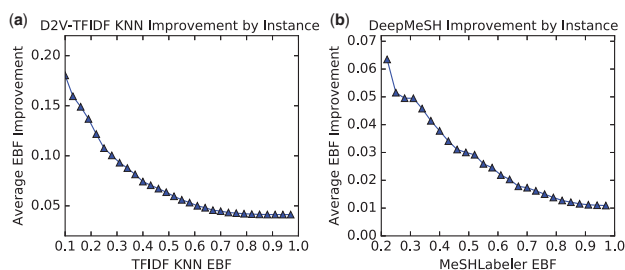 (a) D2V-TFIDF KNN Improvement by Instance
Average EBF Improvement
0.20
0.15
0.10
0.05
0.1 0.2 0.3 0.4 0.5 0.6 0.7 0.8 0.9 1.0
TFIDF KNN EBF
(b) DeepMeSH Improvement by Instance
Average EBF Improvement
0.07
0.06
0.05
0.04
0.03
0.02
0.01
0.00
0.2 0.3 0.4 0.5 0.6 0.7 0.8 0.9 1.0
MeSHLabeler EBF